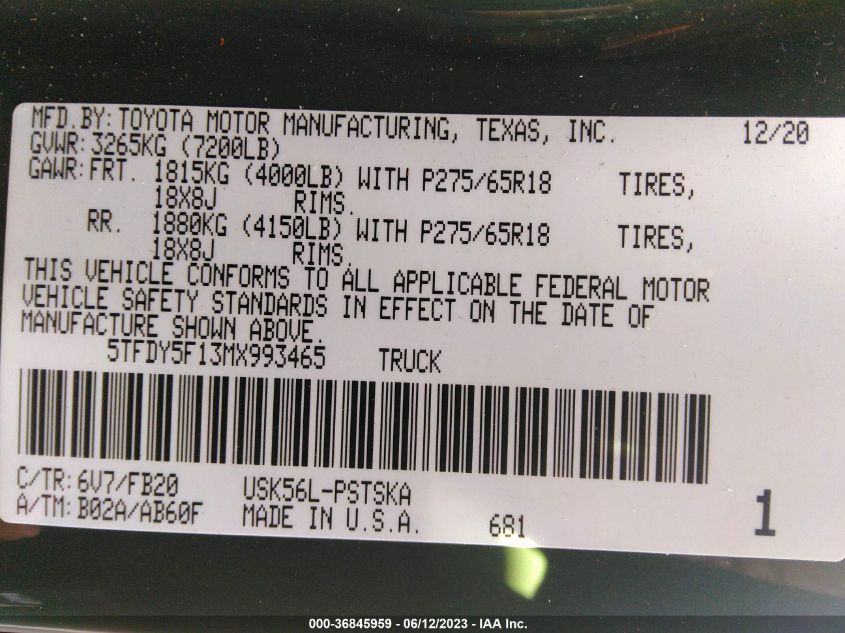 MFD.BY: TOYOTA MOTOR MANUFACTURING, TEXAS, INC. 12/20
GVWR: 3265KG (7200LB)
GAWR: FRT. 1815KG (4000LB) WITH P275/65R18 TIRES,
18X8J RIMS.
RR. 1880KG (4150LB) WITH P275/65R18 TIRES,
18X8J RIMS.
THIS VEHICLE CONFORMS TO ALL APPLICABLE FEDERAL MOTOR
VEHICLE SAFETY STANDARDS IN EFFECT ON THE DATE OF
MANUFACTURE SHOWN ABOVE.
5TFDY5F13MX993465 TRUCK
C/TR: 6V7/FB20 USK56L-PSTSKA
A/TM: B02A/AB60F MADE IN U.S.A. 681 1
000-36845959 - 06/12/2023 - IAA Inc.